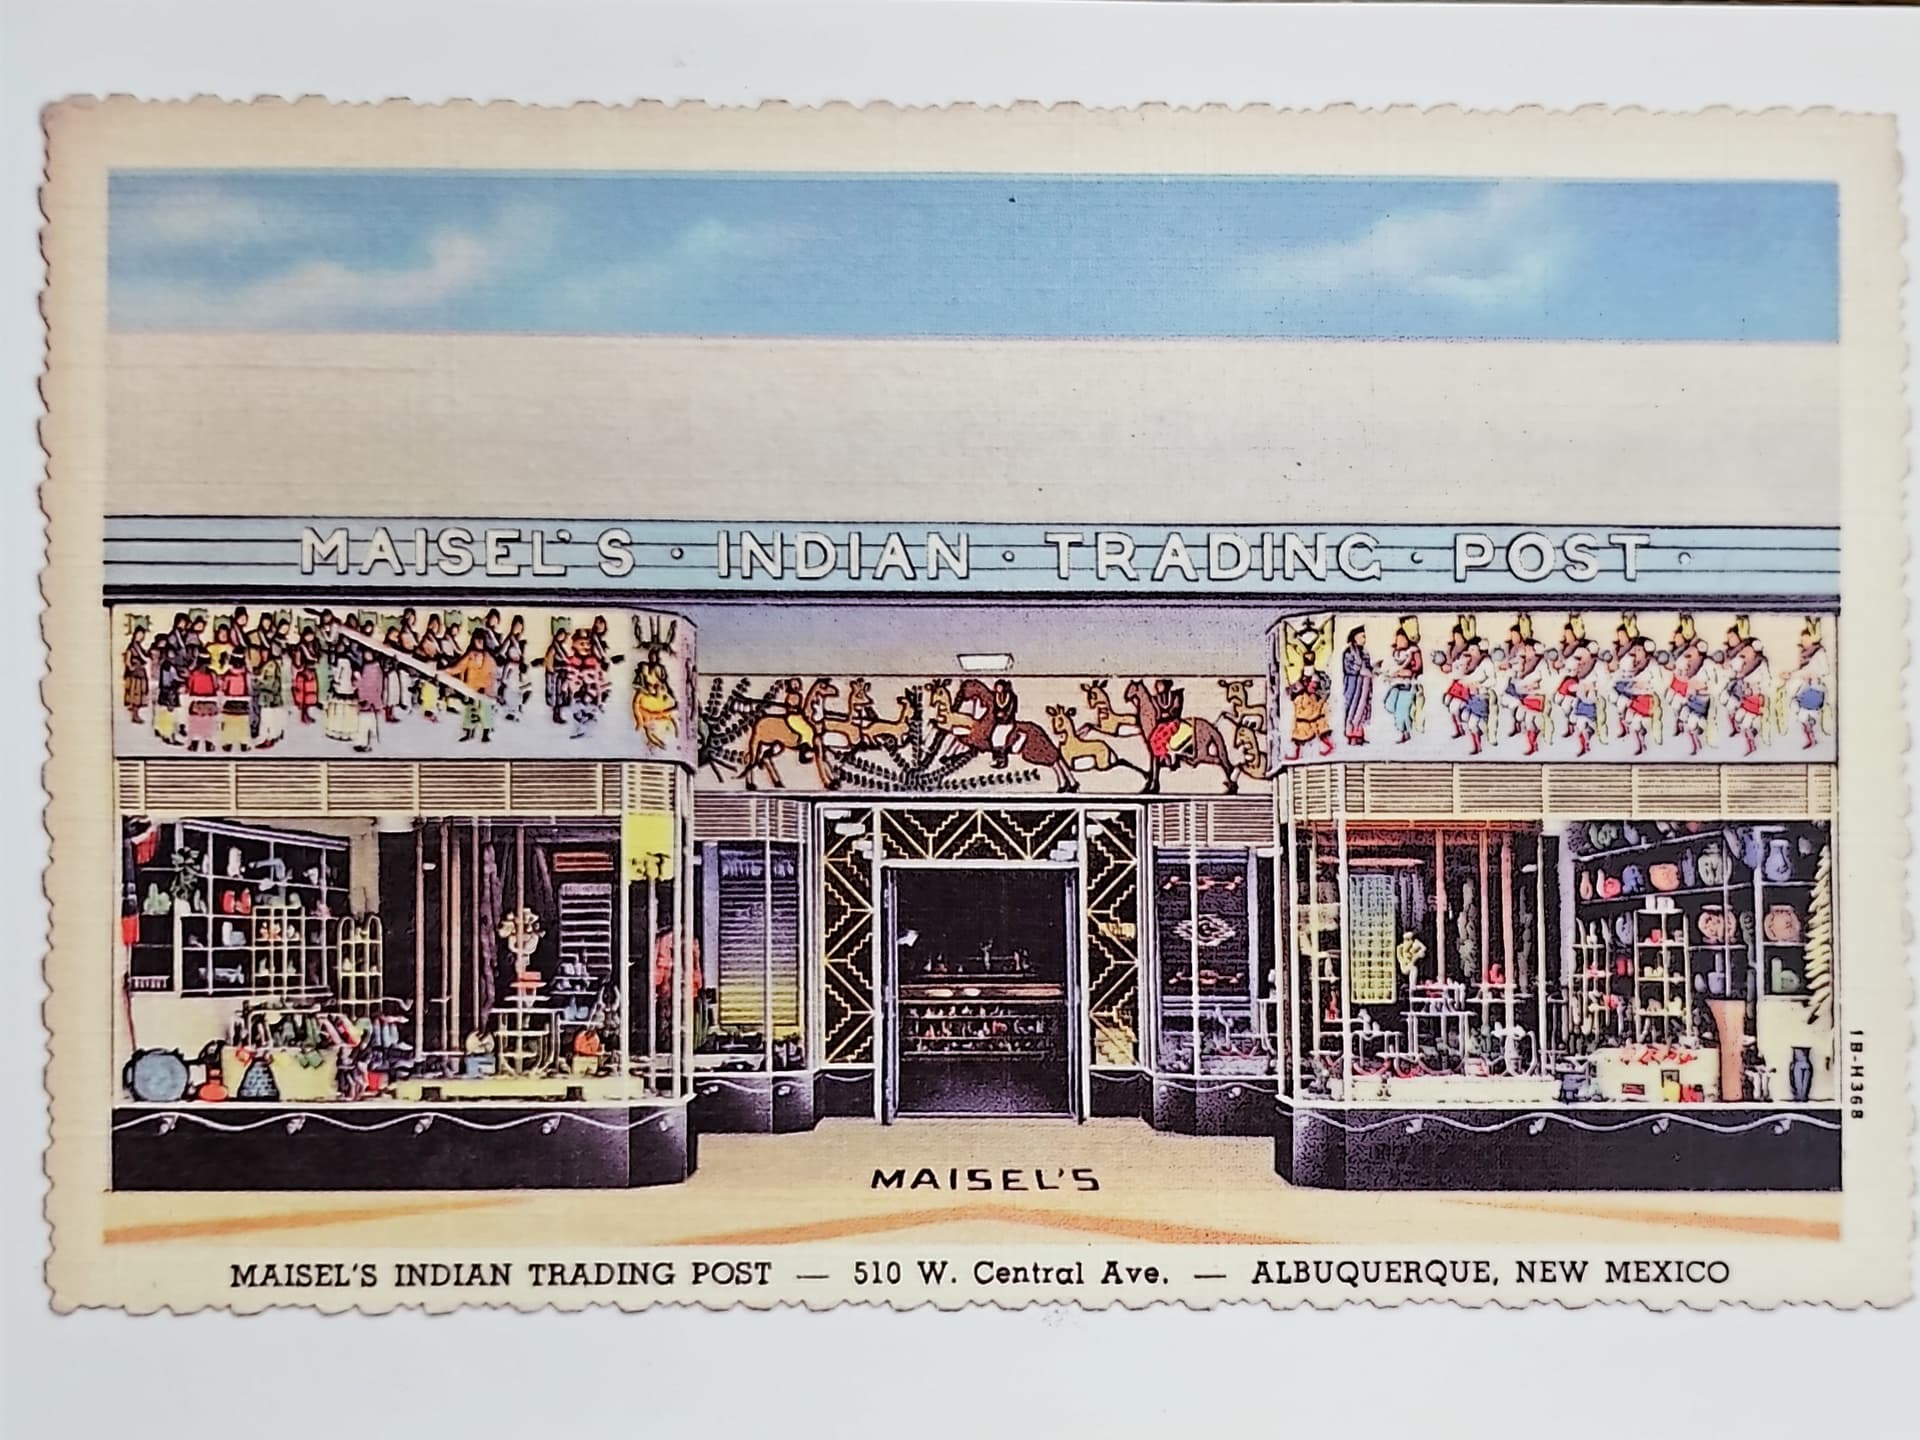 MAISEL'S · INDIAN · TRADING · POST ·
MAISEL'S
1B-H368
MAISEL'S INDIAN TRADING POST — 510 W. Central Ave. — ALBUQUERQUE, NEW MEXICO